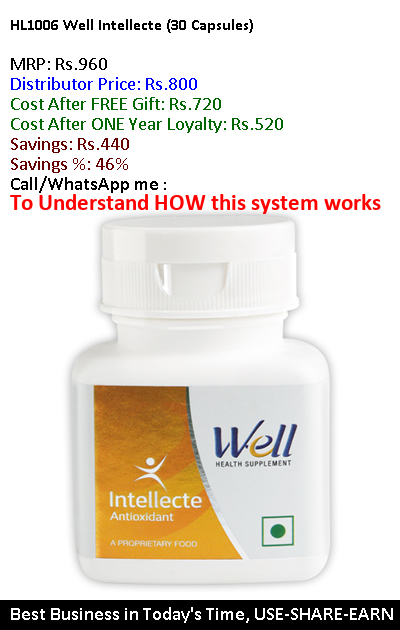 HL1006 Well Intellecte (30 Capsules)
MRP: Rs.960
Distributor Price: Rs.800
Cost After FREE Gift: Rs.720
Cost After ONE Year Loyalty: Rs.520
Savings: Rs.440
Savings %: 46%
Call/WhatsApp me :
To Understand HOW this system works
Well
HEALTH SUPPLEMENT
Intellecte
Antioxidant
A PROPRIETARY FOOD
Best Business in Today's Time, USE-SHARE-EARN